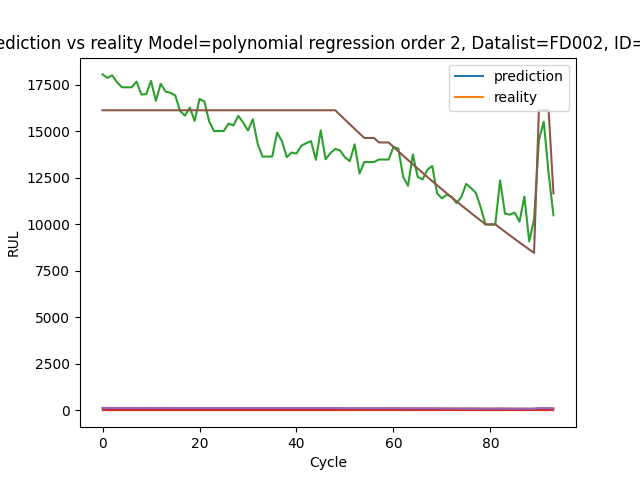 ediction vs reality Model=polynomial regression order 2, Datalist=FD002, ID=
prediction
reality
17500
15000
12500
10000
7500
5000
2500
0
RUL
0 20 40 60 80
Cycle